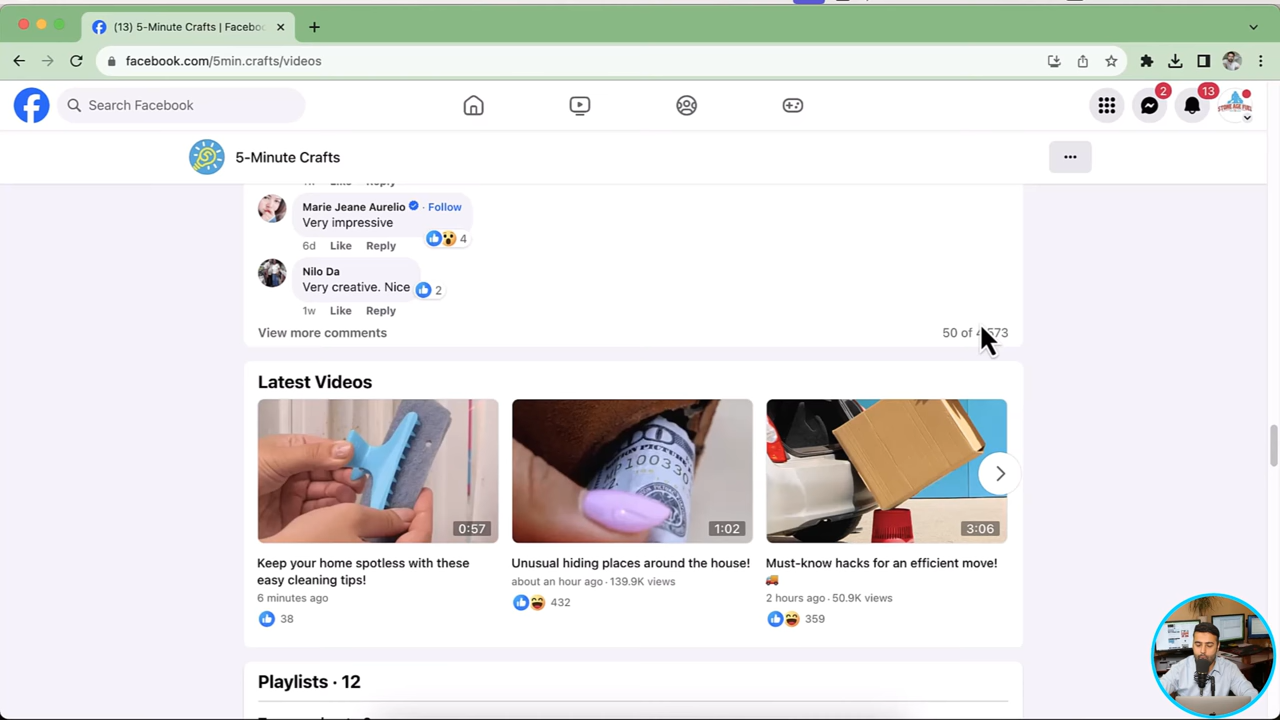 (13) 5-Minute Crafts | Faceboo
facebook.com/5min.crafts/videos
Search Facebook
2
13
5-Minute Crafts
Like Reply
Marie Jeane Aurelio · Follow
Very impressive
4
6d Like Reply
Nilo Da
Very creative. Nice
2
1w Like Reply
View more comments
50 of
Latest Videos
0:57
1:02
3:06
Keep your home spotless with these
easy cleaning tips!
6 minutes ago
38
Unusual hiding places around the house!
about an hour ago · 139.9K views
432
Must-know hacks for an efficient move!
2 hours ago · 50.9K views
359
Playlists · 12